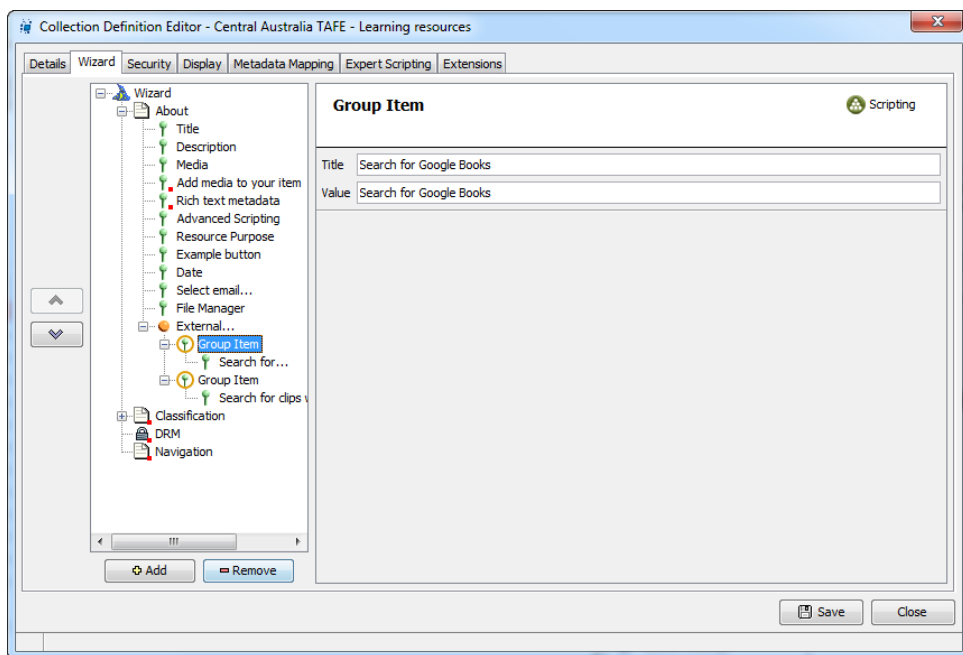 Collection Definition Editor - Central Australia TAFE - Learning resources
Details Wizard Security Display Metadata Mapping Expert Scripting Extensions
Wizard
About
Title
Description
Media
Add media to your item
Rich text metadata
Advanced Scripting
Resource Purpose
Example button
Date
Select email...
File Manager
External...
Group Item
Search for...
Group Item
Search for clips
Classification
DRM
Navigation
Add Remove
Group Item Scripting
Title Search for Google Books
Value Search for Google Books
Save Close